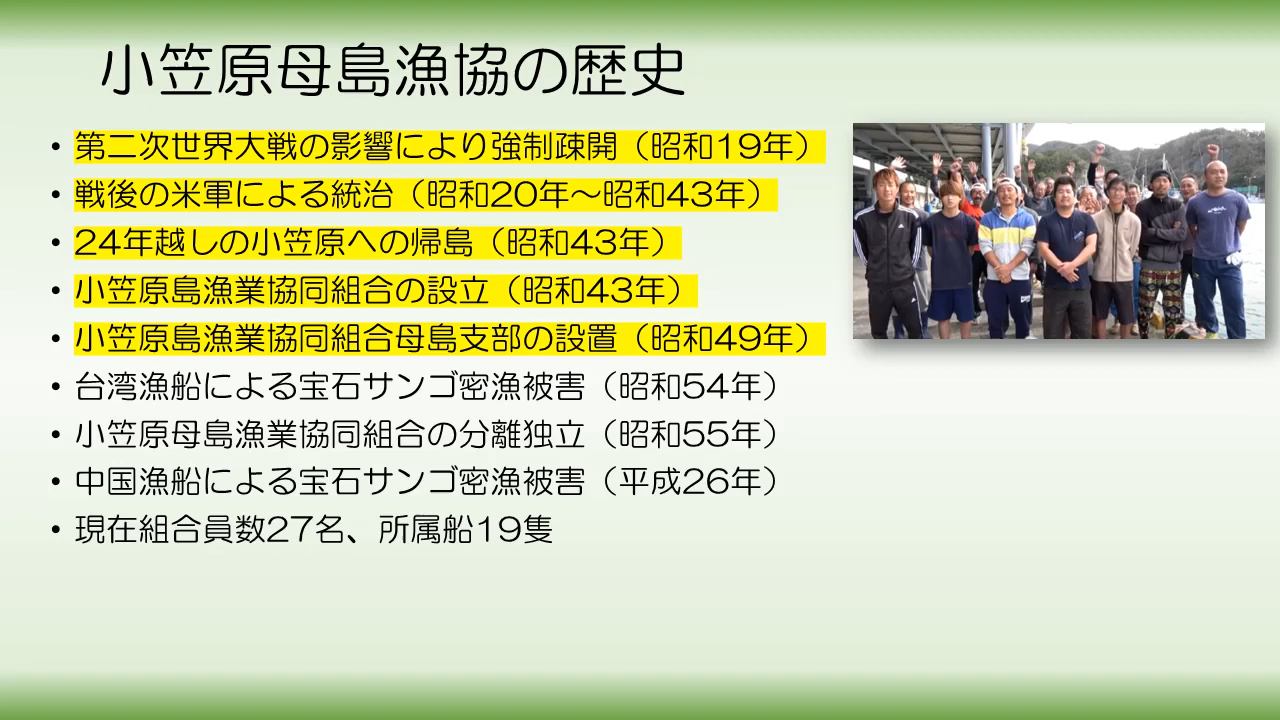 小笠原母島漁協の歴史
• 第二次世界大戦の影響により強制疎開（昭和19年）
• 戦後の米軍による統治（昭和20年～昭和43年）
• 24年越しの小笠原への帰島（昭和43年）
• 小笠原島漁業協同組合の設立（昭和43年）
• 小笠原島漁業協同組合母島支部の設置（昭和49年）
• 台湾漁船による宝石サンゴ密漁被害（昭和54年）
• 小笠原母島漁業協同組合の分離独立（昭和55年）
• 中国漁船による宝石サンゴ密漁被害（平成26年）
• 現在組合員数27名、所属船19隻